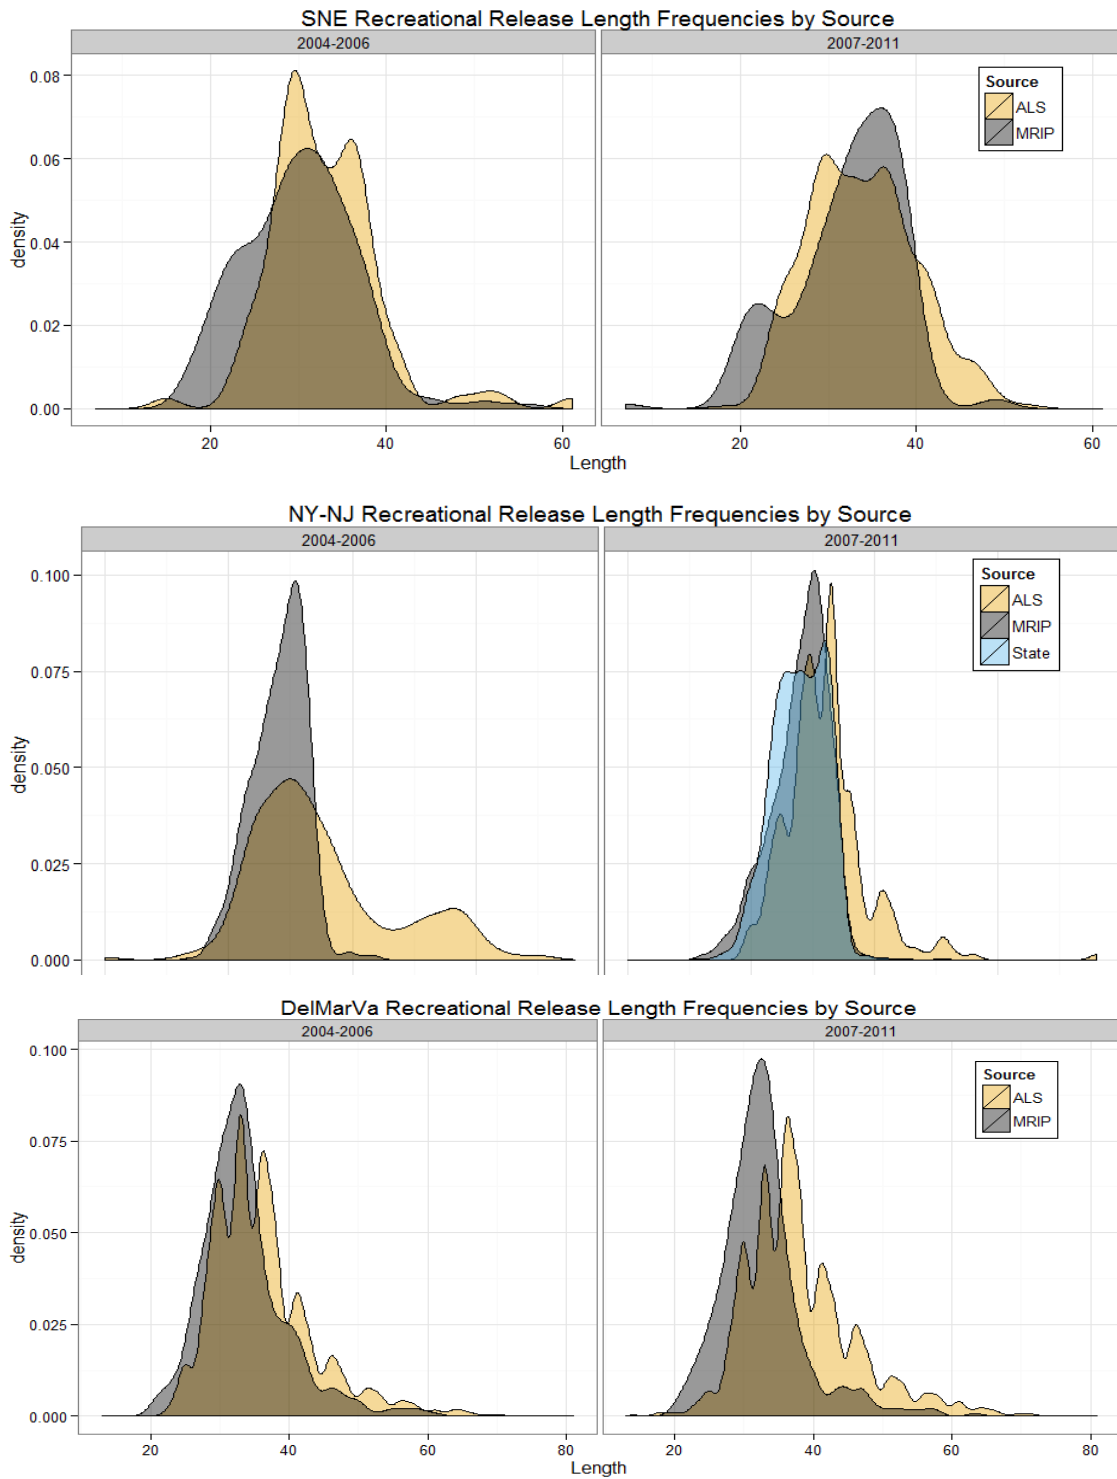 SNE Recreational Release Length Frequencies by Source
2004-2006
2007-2011
Source
ALS
MRIP
density
0.08
0.06
0.04
0.02
0.00
20
40
60
20
40
60
Length
NY-NJ Recreational Release Length Frequencies by Source
2004-2006
2007-2011
Source
ALS
MRIP
State
density
0.100
0.075
0.050
0.025
0.000
DelMarVa Recreational Release Length Frequencies by Source
2004-2006
2007-2011
Source
ALS
MRIP
density
0.100
0.075
0.050
0.025
0.000
20
40
60
80
20
40
60
80
Length